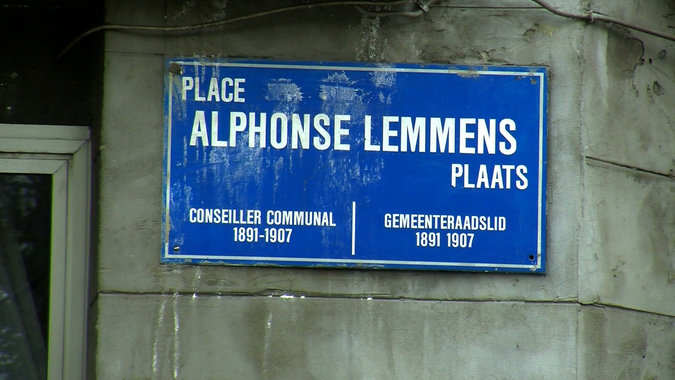 PLACE
ALPHONSE LEMMENS
PLAATS
CONSEILLER COMMUNAL
1891-1907
GEMEENTERAADSLID
1891 1907